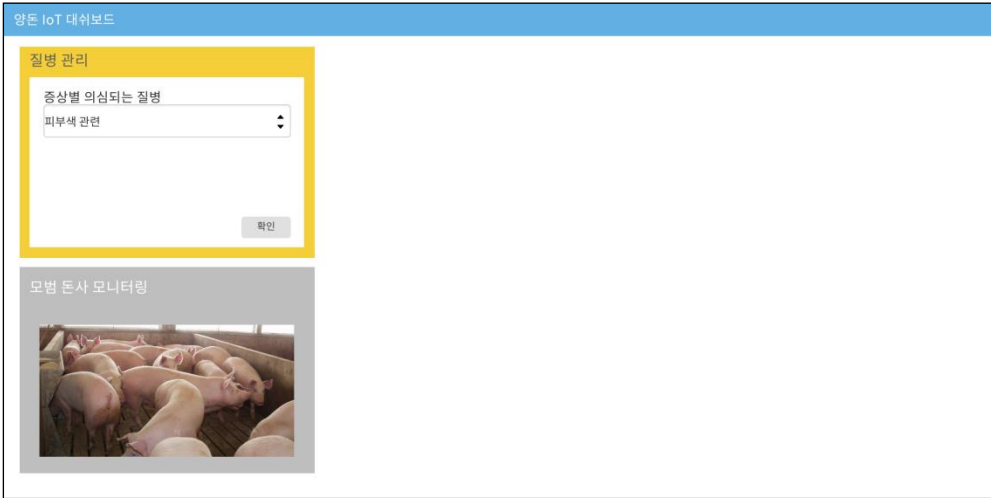 양돈 IoT 대쉬보드
질병 관리
증상별 의심되는 질병
피부색 관련
확인
모범 돈사 모니터링